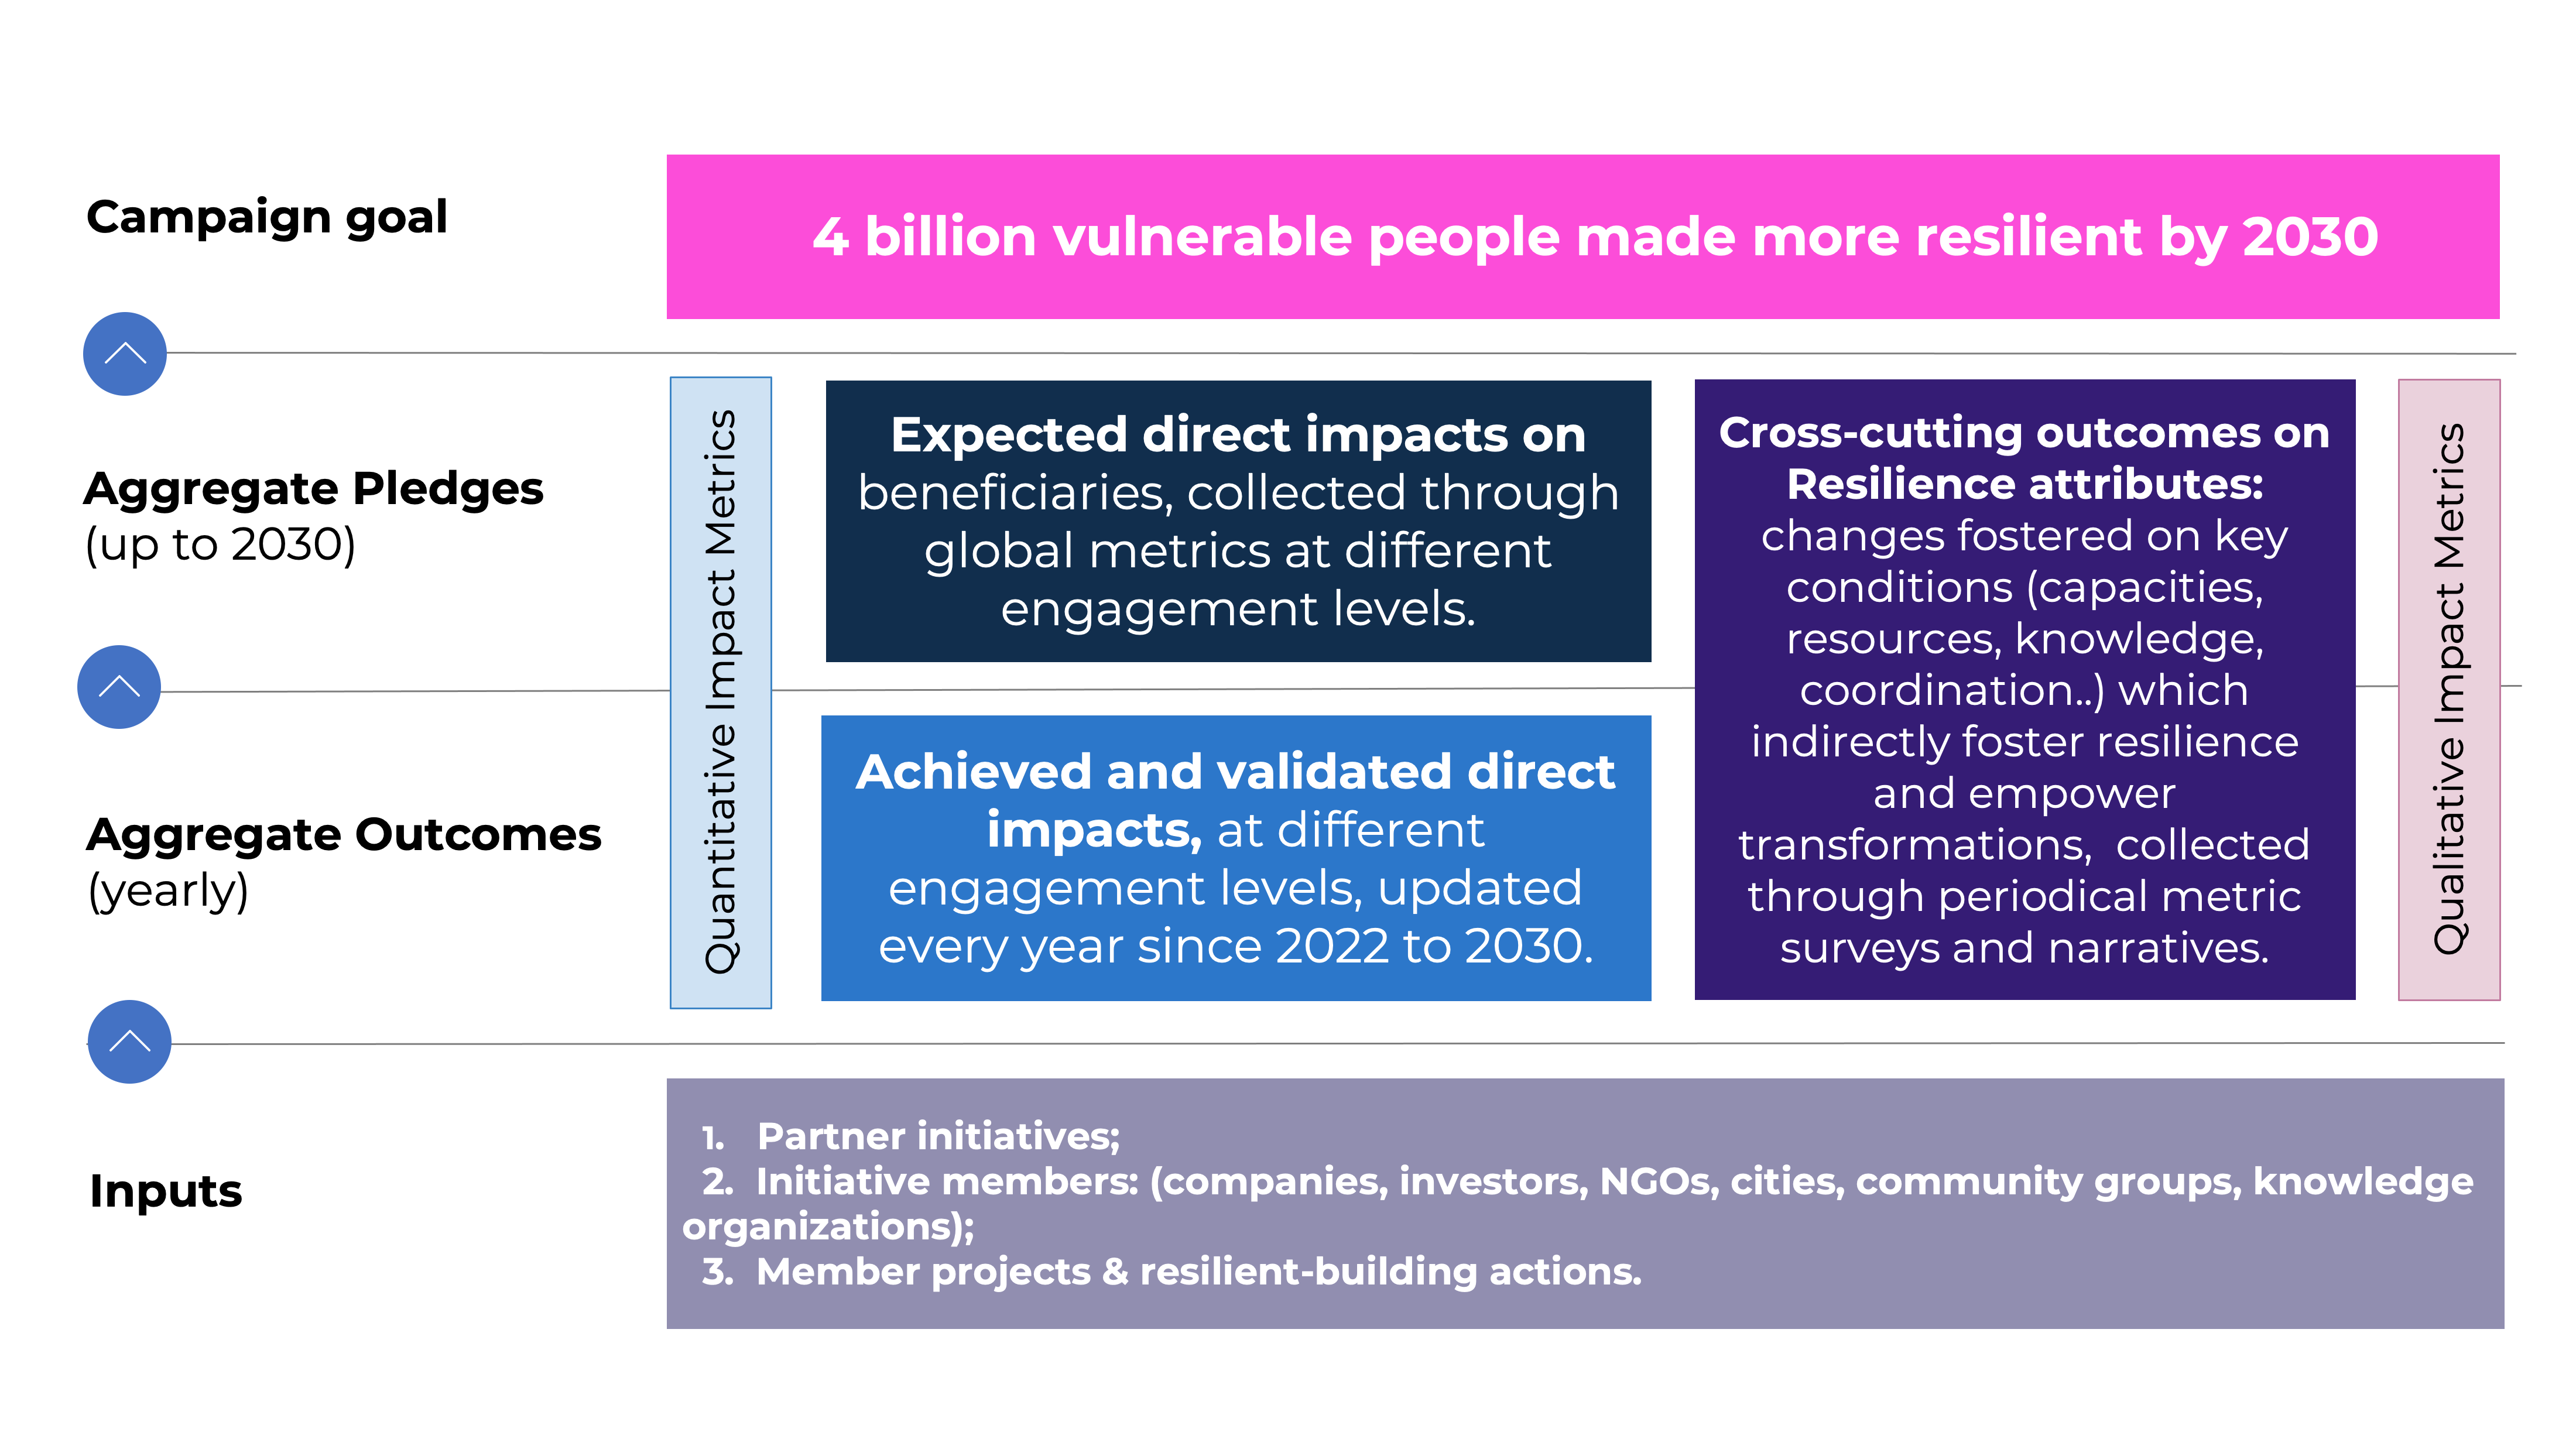 Campaign goal
4 billion vulnerable people made more resilient by 2030
Aggregate Pledges
(up to 2030)
Quantitative Impact Metrics
Expected direct impacts on
beneficiaries, collected through
global metrics at different
engagement levels.
Cross-cutting outcomes on
Resilience attributes:
changes fostered on key
conditions (capacities,
resources, knowledge,
coordination..) which
indirectly foster resilience
and empower
transformations, collected
through periodical metric
surveys and narratives.
Qualitative Impact Metrics
Aggregate Outcomes
(yearly)
Achieved and validated direct
impacts, at different
engagement levels, updated
every year since 2022 to 2030.
Inputs
1. Partner initiatives;
2. Initiative members: (companies, investors, NGOs, cities, community groups, knowledge
organizations);
3. Member projects & resilient-building actions.